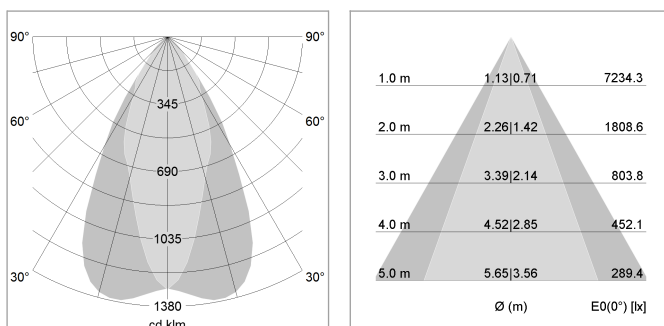 90° 90°
345
60° 60°
690
1035
30° 30°
1380
cd klm
1.0 m 1.13|0.71 7234.3
2.0 m 2.26|1.42 1808.6
3.0 m 3.39|2.14 803.8
4.0 m 4.52|2.85 452.1
5.0 m 5.65|3.56 289.4
Ø (m) E0(0°) [lx]